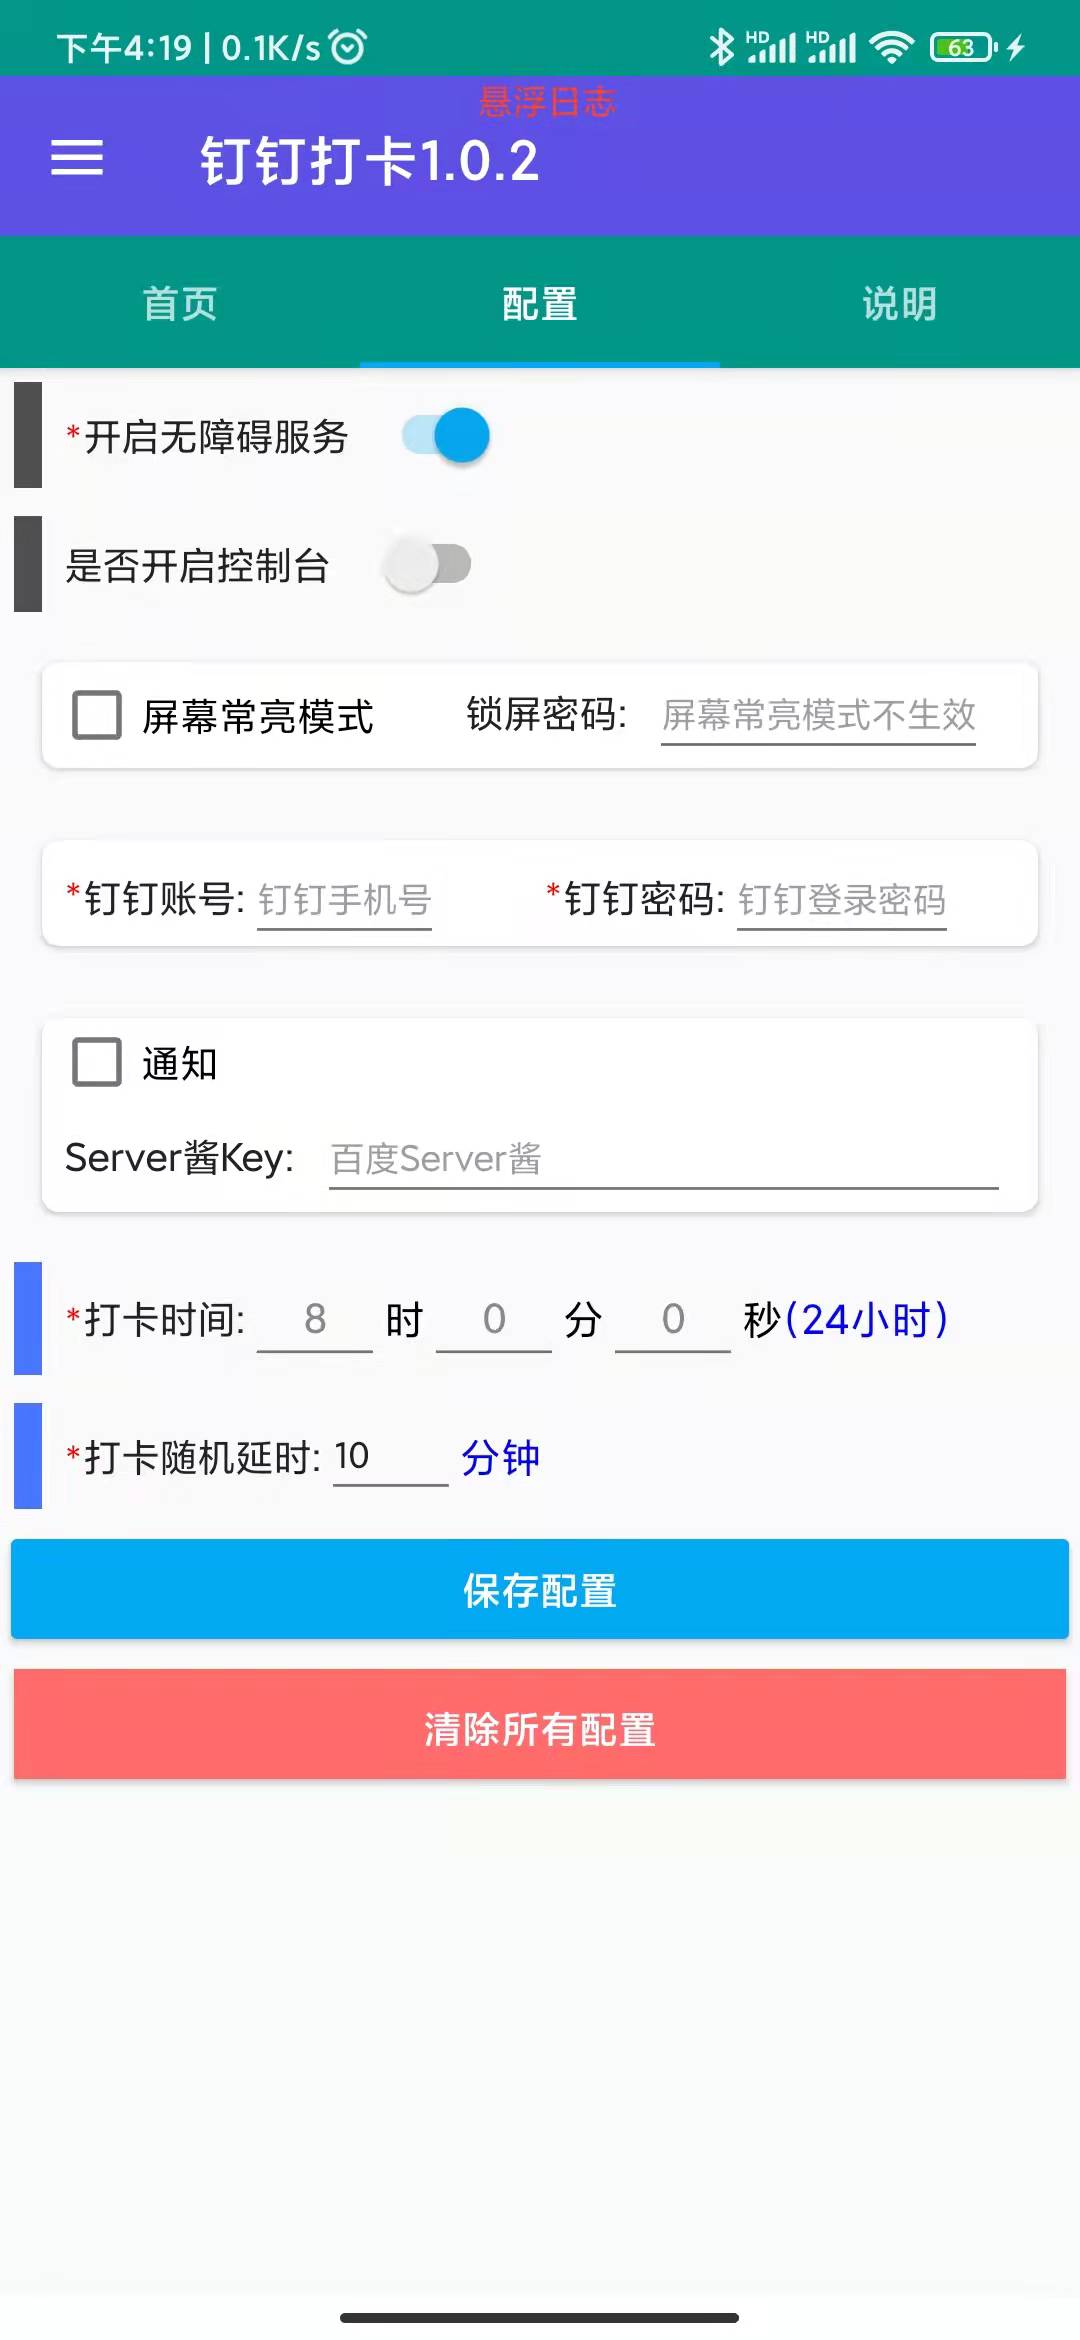 下午4:19 | 0.1K/s
HD HD 63
悬浮日志
钉钉打卡1.0.2
首页 配置 说明
*开启无障碍服务
是否开启控制台
屏幕常亮模式 锁屏密码: 屏幕常亮模式不生效
*钉钉账号: 钉钉手机号 *钉钉密码: 钉钉登录密码
通知
Server酱Key: 百度Server酱
*打卡时间: 8 时 0 分 0 秒(24小时)
*打卡随机延时: 10 分钟
保存配置
清除所有配置